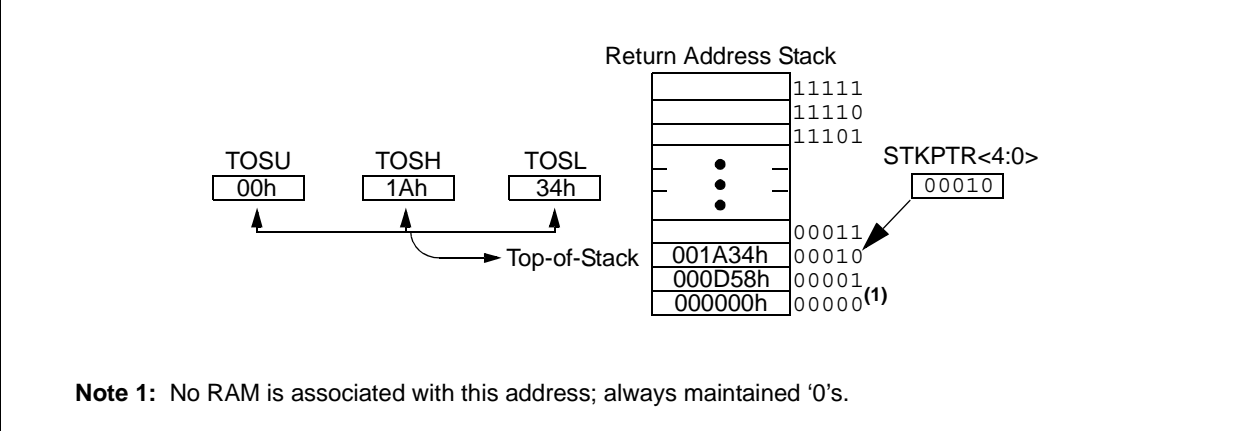 Return Address Stack
11111
11110
11101
TOSU TOSH TOSL
00h 1Ah 34h
STKPTR<4:0>
00010
00011
Top-of-Stack
001A34h 00010
000D58h 00001
000000h 00000(1)
Note 1: No RAM is associated with this address; always maintained ‘0’s.